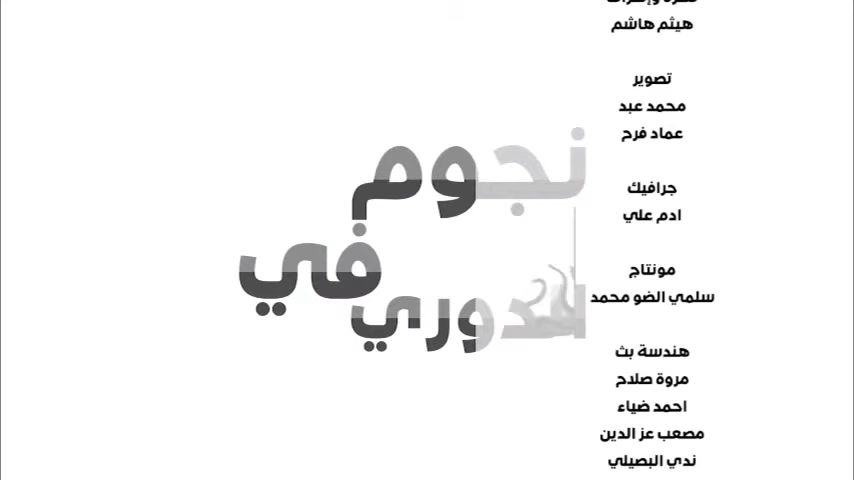 هيثم هاشم
تصوير
محمد عبد
عماد فرح
جرافيك
ادم علي
مونتاج
سلمي الضو محمد
هندسة بث
مروة صلاح
احمد ضياء
مصعب عز الدين
ندي البصيلي
نجوم
في
الدوري